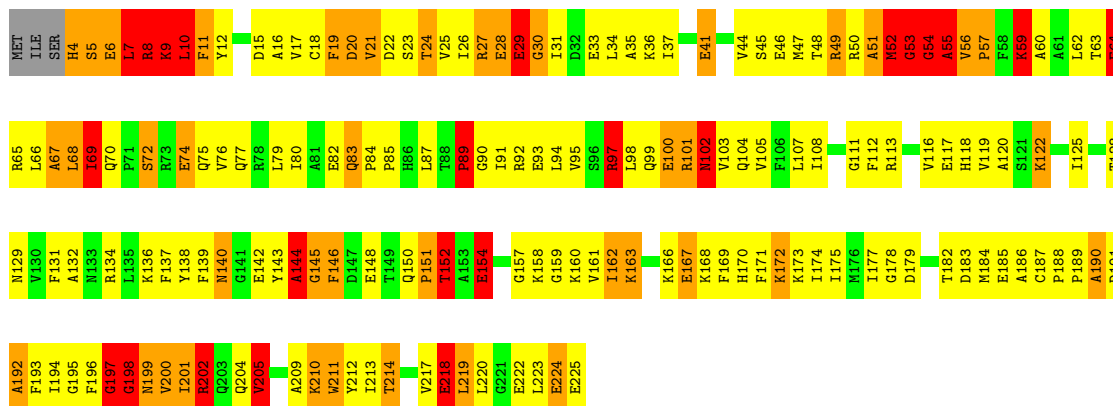 MET ILE SER H4 S5 E6 L7 R8 K9 L10 F11 Y12 D15 A16 V17 C18 F19 D20 V21 D22 S23 T24 V25 I26 R27 E28 E29 G30 I31 D32 E33 L34 A35 K36 I37 E41 V44 S45 E46 M47 T48 R49 R50 A51 M52 G53 G54 A55 V56 P57 F58 K59 A60 A61 L62 T63
R65 L66 A67 L68 I69 Q70 P71 S72 R73 E74 Q75 V76 Q77 R78 L79 I80 A81 E82 Q83 P84 P85 H86 L87 T88 P89 G90 I91 R92 E93 L94 V95 S96 R97 L98 Q99 E100 R101 N102 V103 Q104 V105 F106 L107 I108 G111 F112 R113 V116 E117 H118 V119 A120 S121 K122 I125
N129 V130 F131 A132 N133 R134 L135 K136 F137 Y138 F139 N140 G141 E142 Y143 A144 G145 F146 D147 E148 T149 Q150 P151 T152 A153 E154 G157 K158 G159 K160 V161 I162 K163 K166 E167 K168 F169 H170 F171 K172 K173 I174 I175 M176 I177 G178 D179 T182 D183 M184 E185 A186 C187 P188 P189 A190
A192 F193 I194 G195 F196 G197 G198 N199 V200 I201 R202 Q203 Q204 V205 A209 K210 W211 Y212 I213 T214 V217 E218 L219 L220 G221 E222 L223 E224 E225